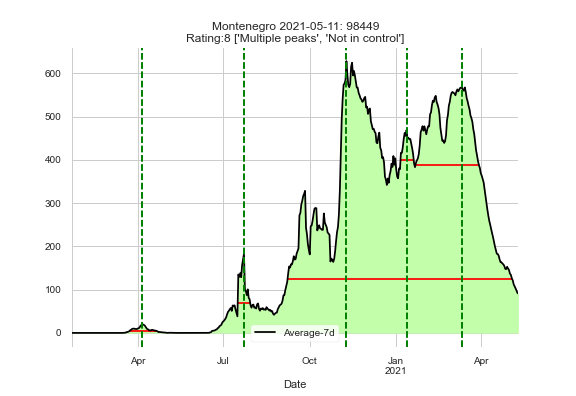 Montenegro 2021-05-11: 98449
Rating:8 ['Multiple peaks', 'Not in control']
600
500
400
300
200
100
0
Average-7d
Apr
Jul
Oct
Jan
2021
Apr
Date